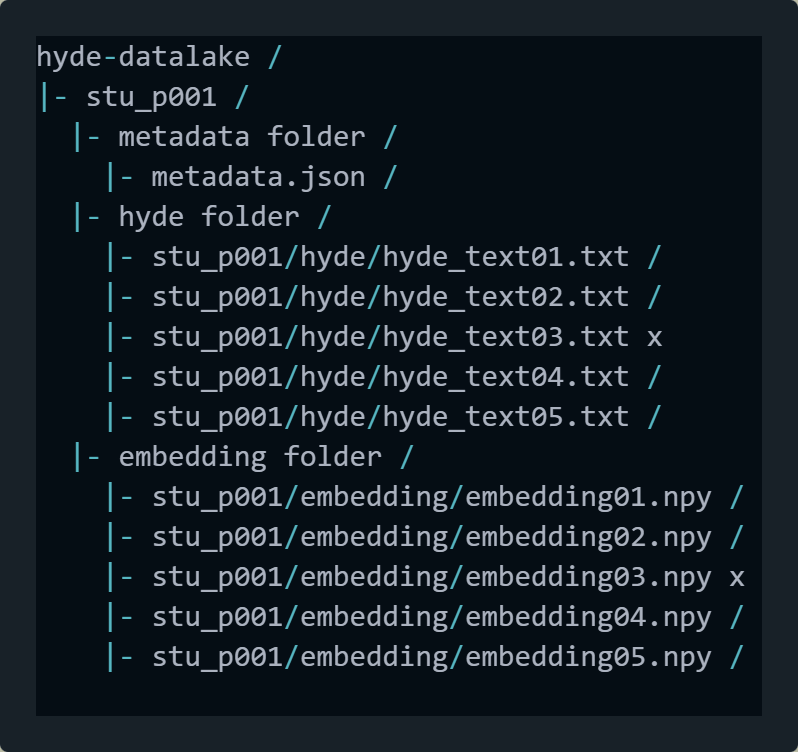 hyde-datalake /
|- stu_p001 /
  |- metadata folder /
    |- metadata.json /
  |- hyde folder /
    |- stu_p001/hyde/hyde_text01.txt /
    |- stu_p001/hyde/hyde_text02.txt /
    |- stu_p001/hyde/hyde_text03.txt x
    |- stu_p001/hyde/hyde_text04.txt /
    |- stu_p001/hyde/hyde_text05.txt /
  |- embedding folder /
    |- stu_p001/embedding/embedding01.npy /
    |- stu_p001/embedding/embedding02.npy /
    |- stu_p001/embedding/embedding03.npy x
    |- stu_p001/embedding/embedding04.npy /
    |- stu_p001/embedding/embedding05.npy /